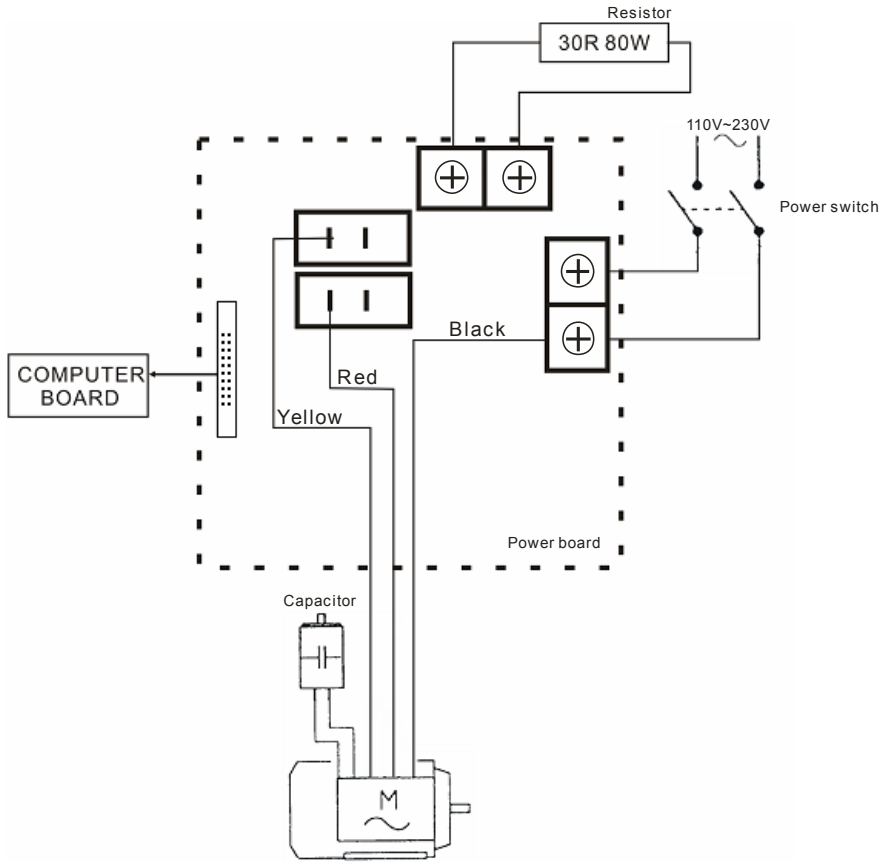 Resistor
30R 80W
110V~230V
Power switch
Black
COMPUTER
BOARD
Red
Yellow
Power board
Capacitor
M